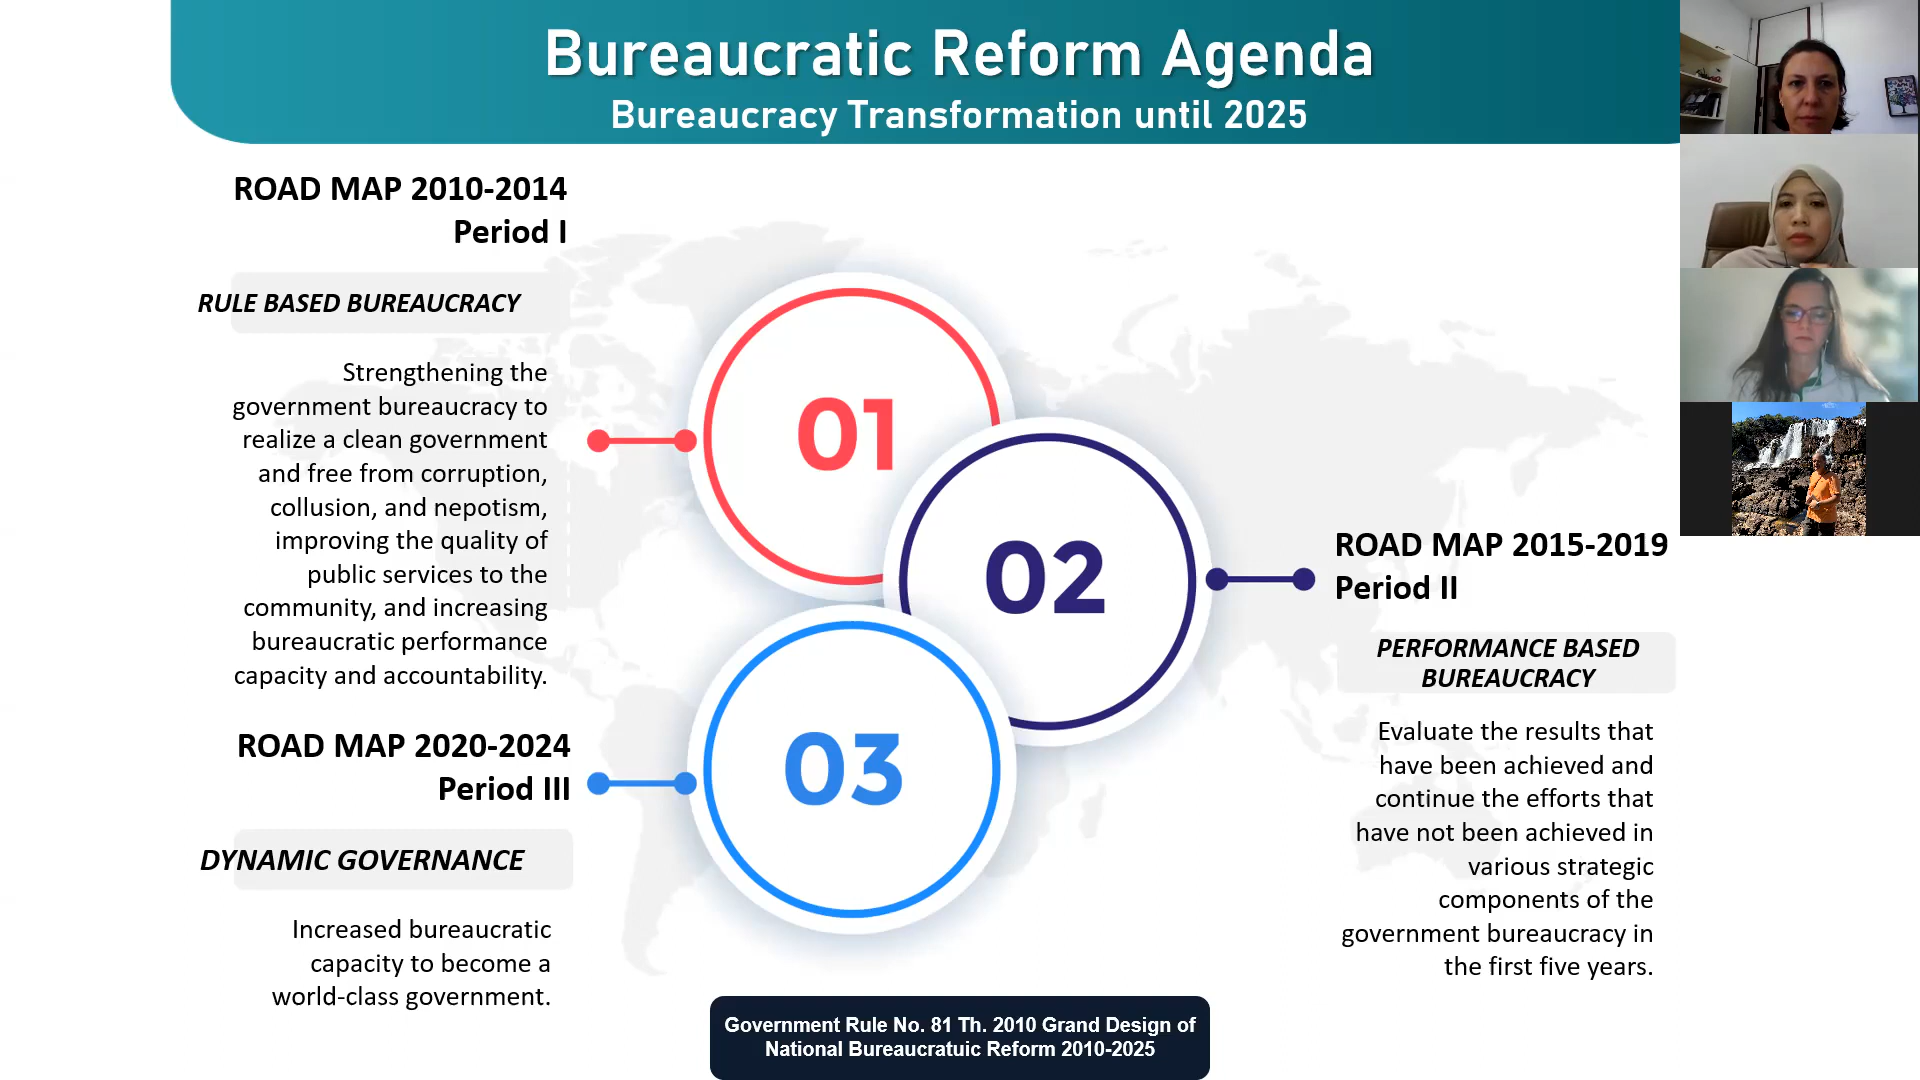 Bureaucratic Reform Agenda
Bureaucracy Transformation until 2025
ROAD MAP 2010-2014
Period I
RULE BASED BUREAUCRACY
Strengthening the
government bureaucracy to
realize a clean government
and free from corruption,
collusion, and nepotism,
improving the quality of
public services to the
community, and increasing
bureaucratic performance
capacity and accountability.
01
02
ROAD MAP 2015-2019
Period II
PERFORMANCE BASED
BUREAUCRACY
Evaluate the results that
have been achieved and
continue the efforts that
have not been achieved in
various strategic
components of the
government bureaucracy in
the first five years.
03
ROAD MAP 2020-2024
Period III
DYNAMIC GOVERNANCE
Increased bureaucratic
capacity to become a
world-class government.
Government Rule No. 81 Th. 2010 Grand Design of
National Bureaucratuic Reform 2010-2025